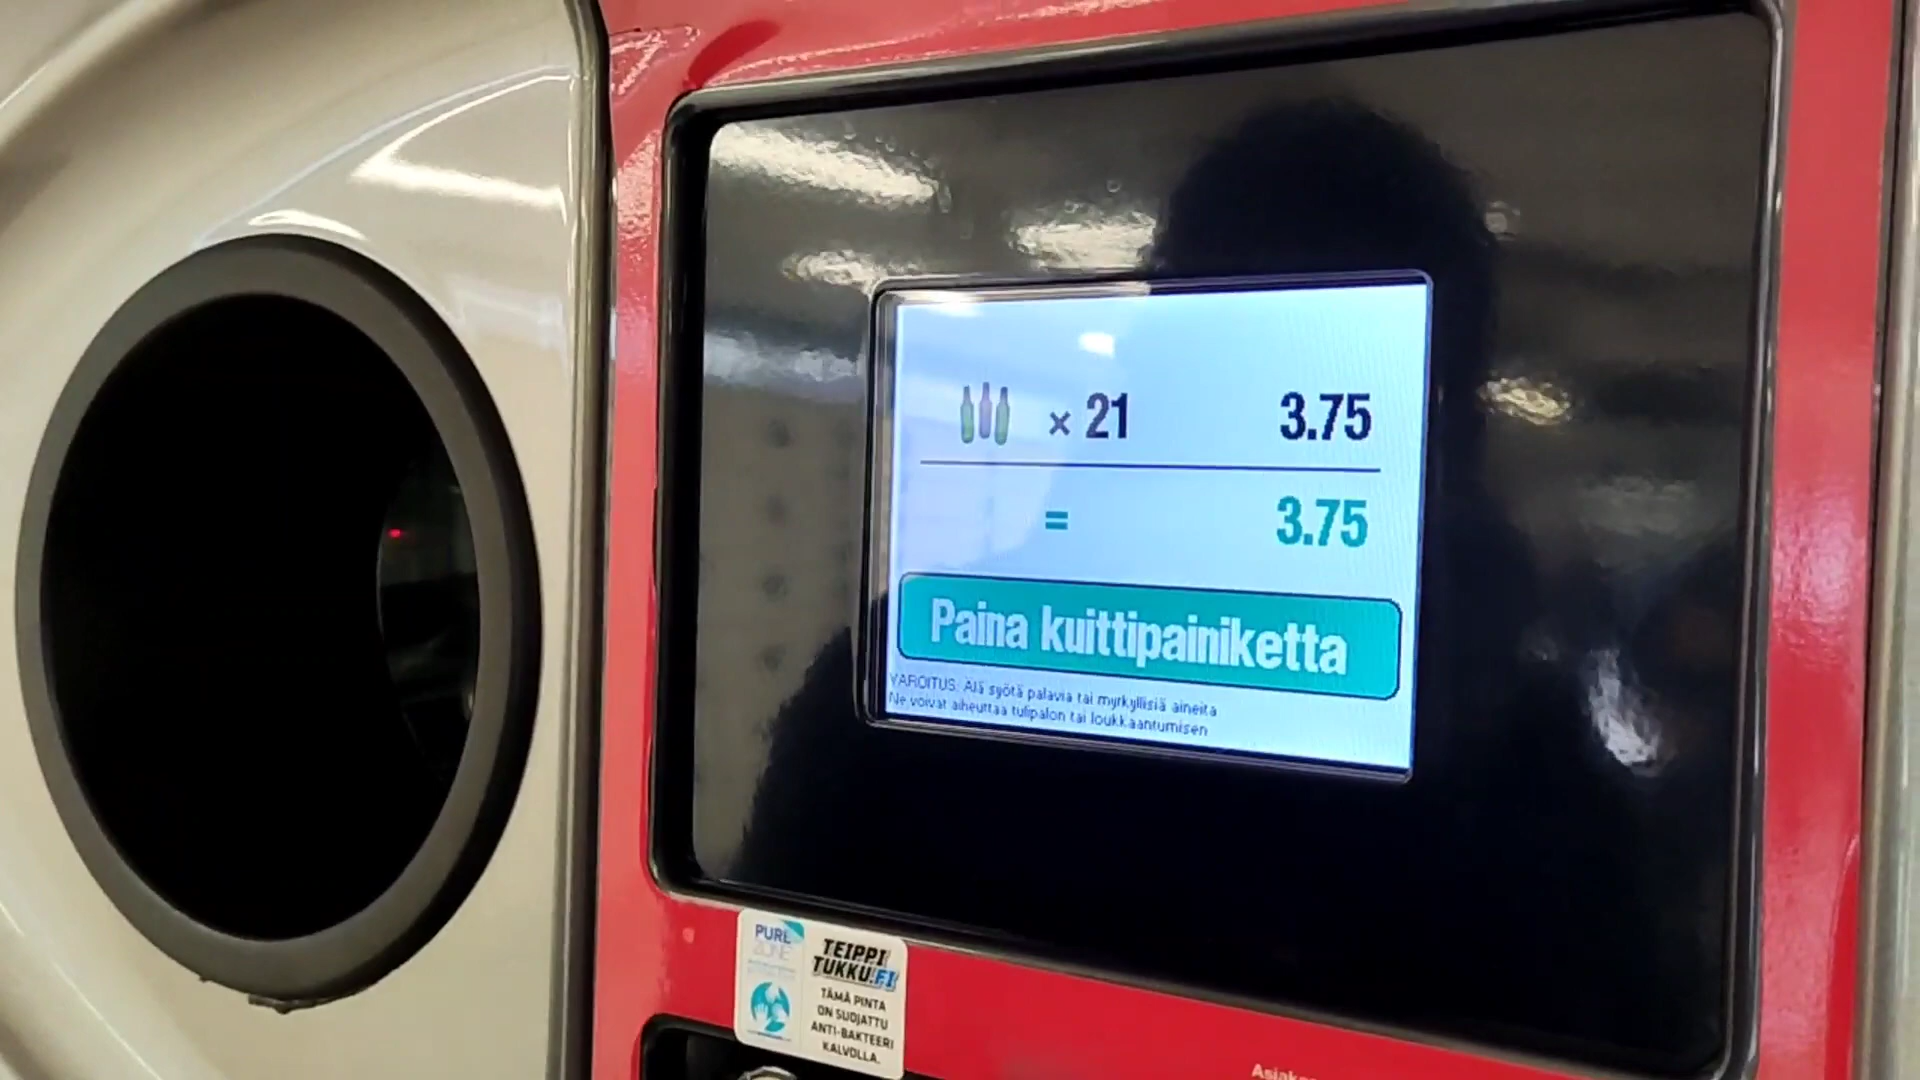 × 21 3.75
= 3.75
Paina kuittipainiketta
VAROITUS: Älä syötä palavia tai myrkyllisiä aineita
Ne voivat aiheuttaa tulipalon tai loukkaantumisen
PURE
ZONE
TEIPPI
TUKKU.FI
TÄMÄ PINTA
ON SUOJATTU
ANTI-BAKTEERI
KALVOLLA.